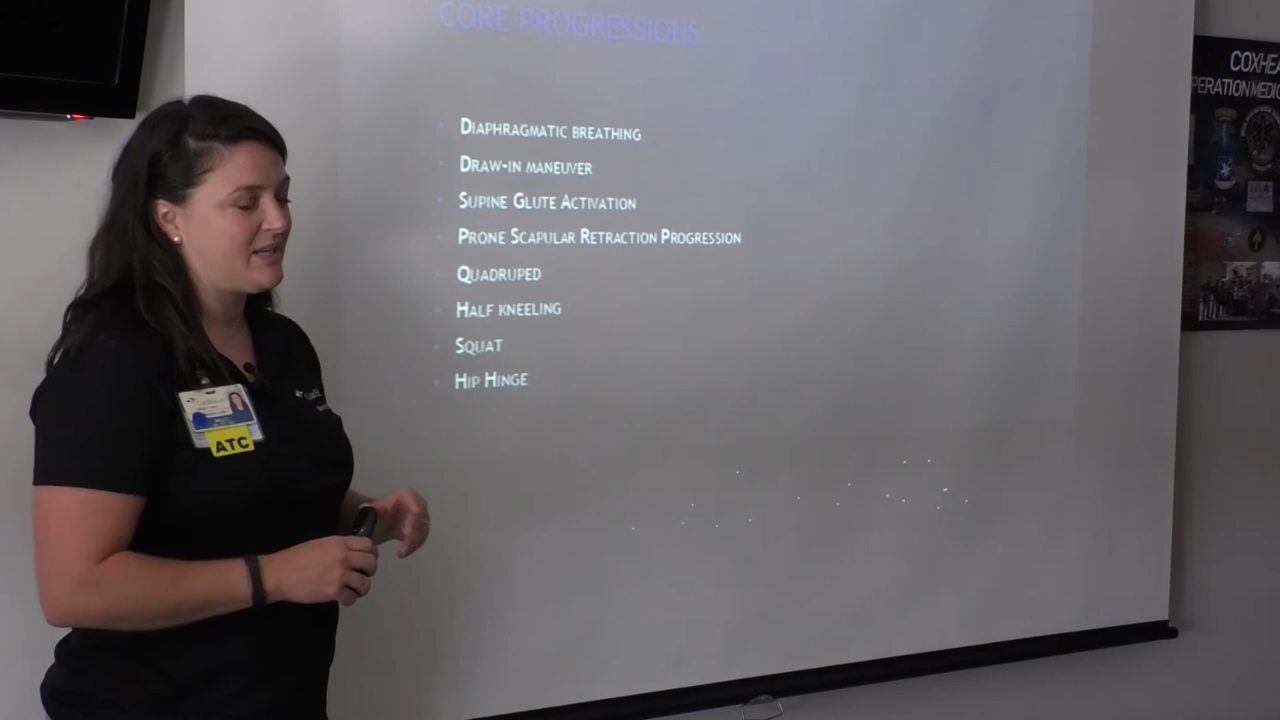 CORE PROGRESSIONS
DIAPHRAGMATIC BREATHING
DRAW-IN MANEUVER
SUPINE GLUTE ACTIVATION
PRONE SCAPULAR RETRACTION PROGRESSION
QUADRUPED
HALF KNEELING
SQUAT
HIP HINGE
ATC
COXHEA
PERATION MEDIC